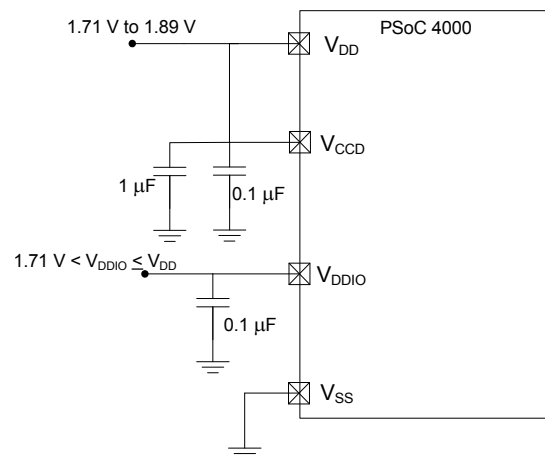 1.71 V to 1.89 V
PSoC 4000
VDD
VCCD
1 μF
0.1 μF
1.71 V < VDDIO ≤ VDD
VDDIO
0.1 μF
VSS